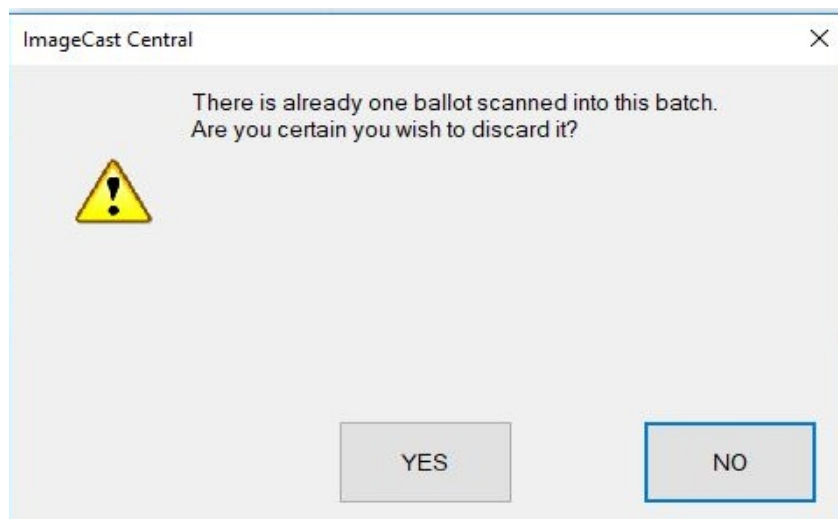 ImageCast Central
There is already one ballot scanned into this batch.
Are you certain you wish to discard it?
YES
NO